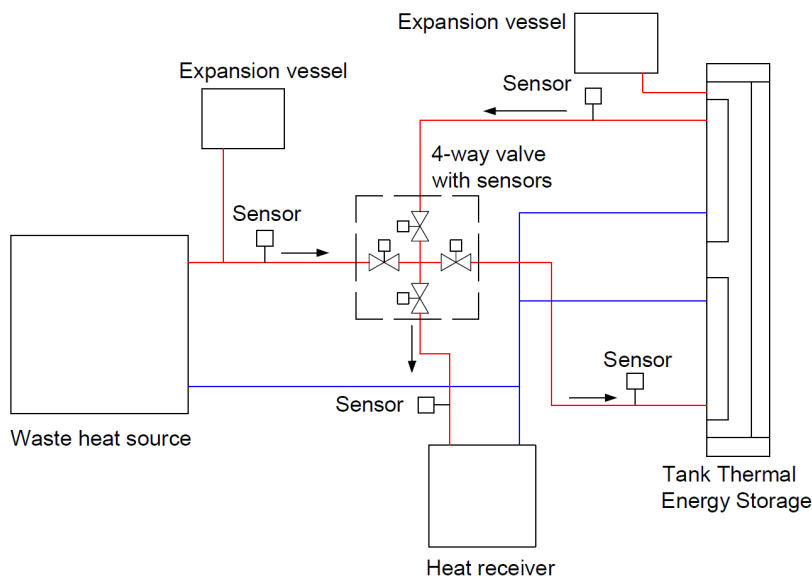 Expansion vessel
Expansion vessel
Sensor
4-way valve
with sensors
Sensor
Sensor
Sensor
Waste heat source
Tank Thermal
Energy Storage
Heat receiver